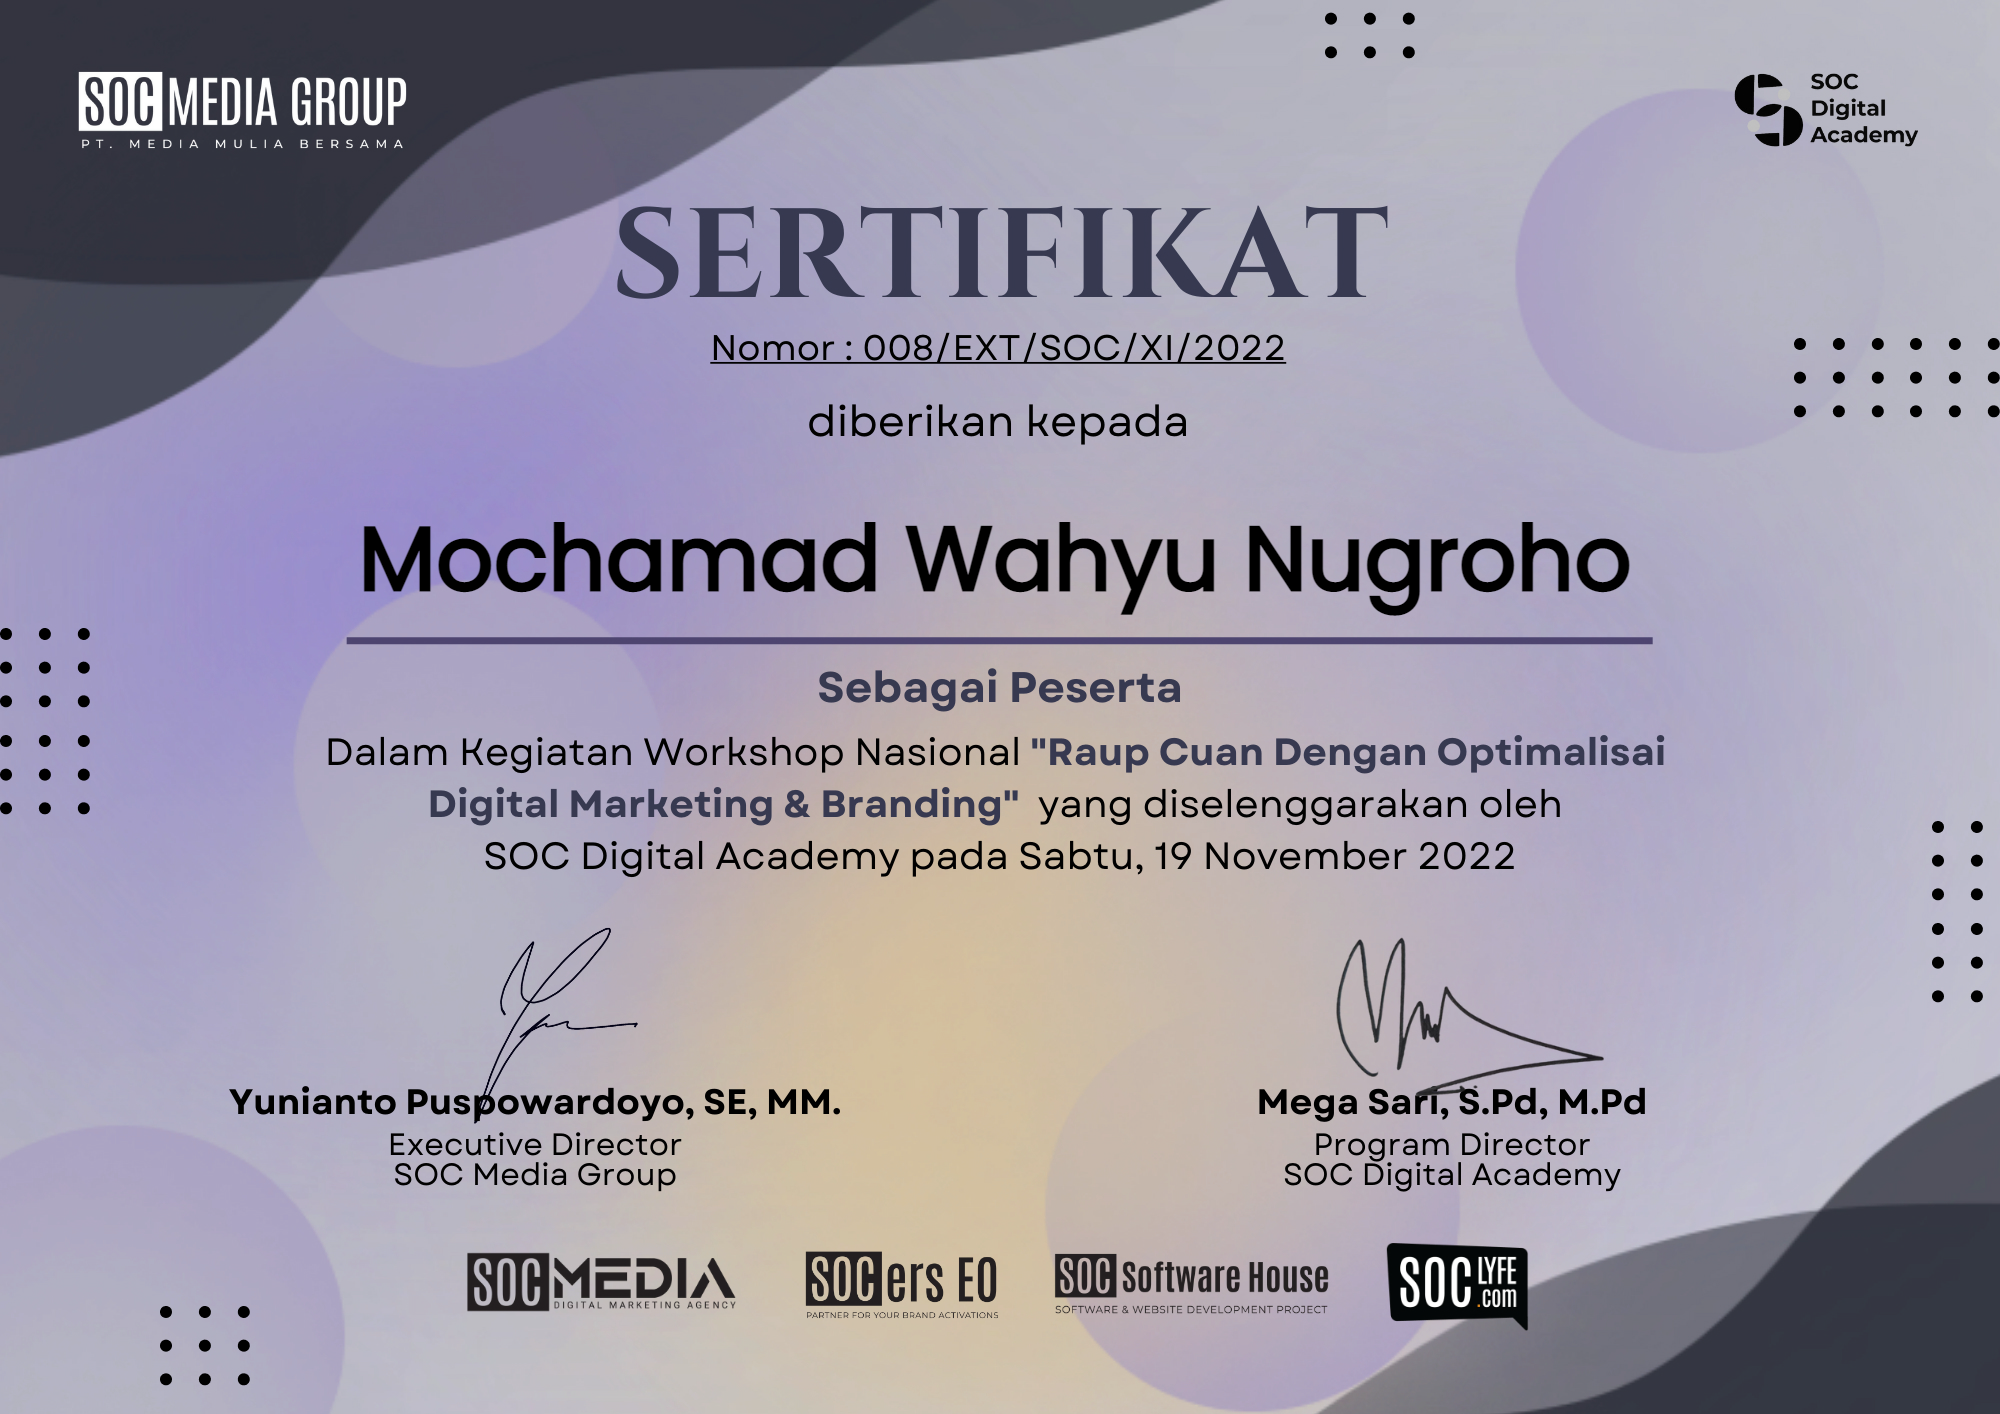 SOC MEDIA GROUP
PT. MEDIA MULIA BERSAMA
SOC
Digital
Academy
SERTIFIKAT
Nomor : 008/EXT/SOC/XI/2022
diberikan kepada
Mochamad Wahyu Nugroho
Sebagai Peserta
Dalam Kegiatan Workshop Nasional "Raup Cuan Dengan Optimalisai
Digital Marketing & Branding" yang diselenggarakan oleh
SOC Digital Academy pada Sabtu, 19 November 2022
Yunianto Puspowardoyo, SE, MM.
Executive Director
SOC Media Group
Mega Sari, S.Pd, M.Pd
Program Director
SOC Digital Academy
SOC MEDIA
DIGITAL MARKETING AGENCY
SOCers EO
PARTNER FOR YOUR BRAND ACTIVATIONS
SOC Software House
SOFTWARE & WEBSITE DEVELOPMENT PROJECT
SOC LYFE
.com